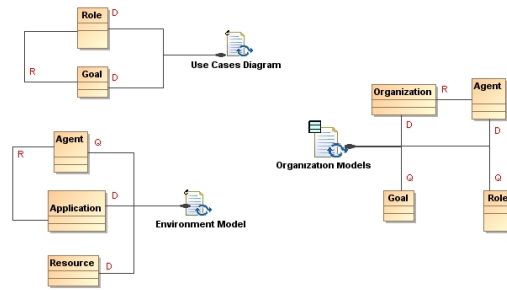 Role
D
R
Goal
D
Use Cases Diagram
Agent
Q
R
Application
D
Environment Model
Resource
D
Organization
R
Agent
D
D
Organization Models
Q
Q
Goal
Role